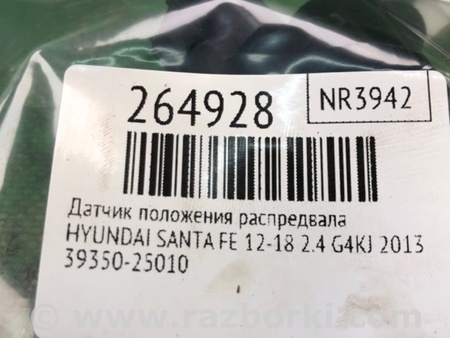 264928
NR3942
Датчик положения распредвала
HYUNDAI SANTA FE 12-18 2.4 G4KJ 2013
39350-25010
www.razborki.com